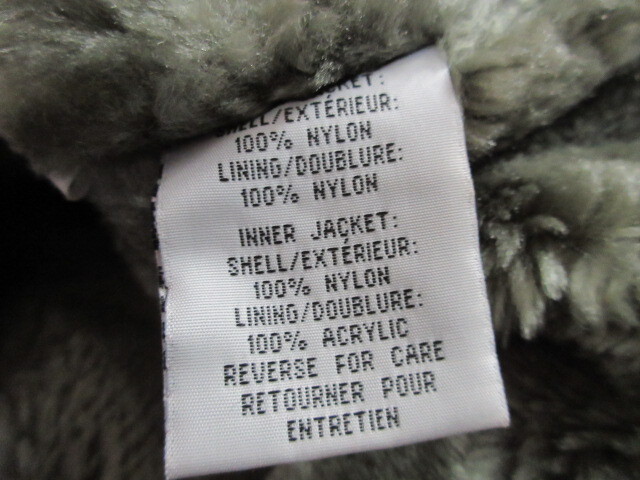 SHELL/EXTÉRIEUR:
100% NYLON
LINING/DOUBLURE:
100% NYLON
INNER JACKET:
SHELL/EXTÉRIEUR:
100% NYLON
LINING/DOUBLURE:
100% ACRYLIC
REVERSE FOR CARE
RETOURNER POUR
ENTRETIEN